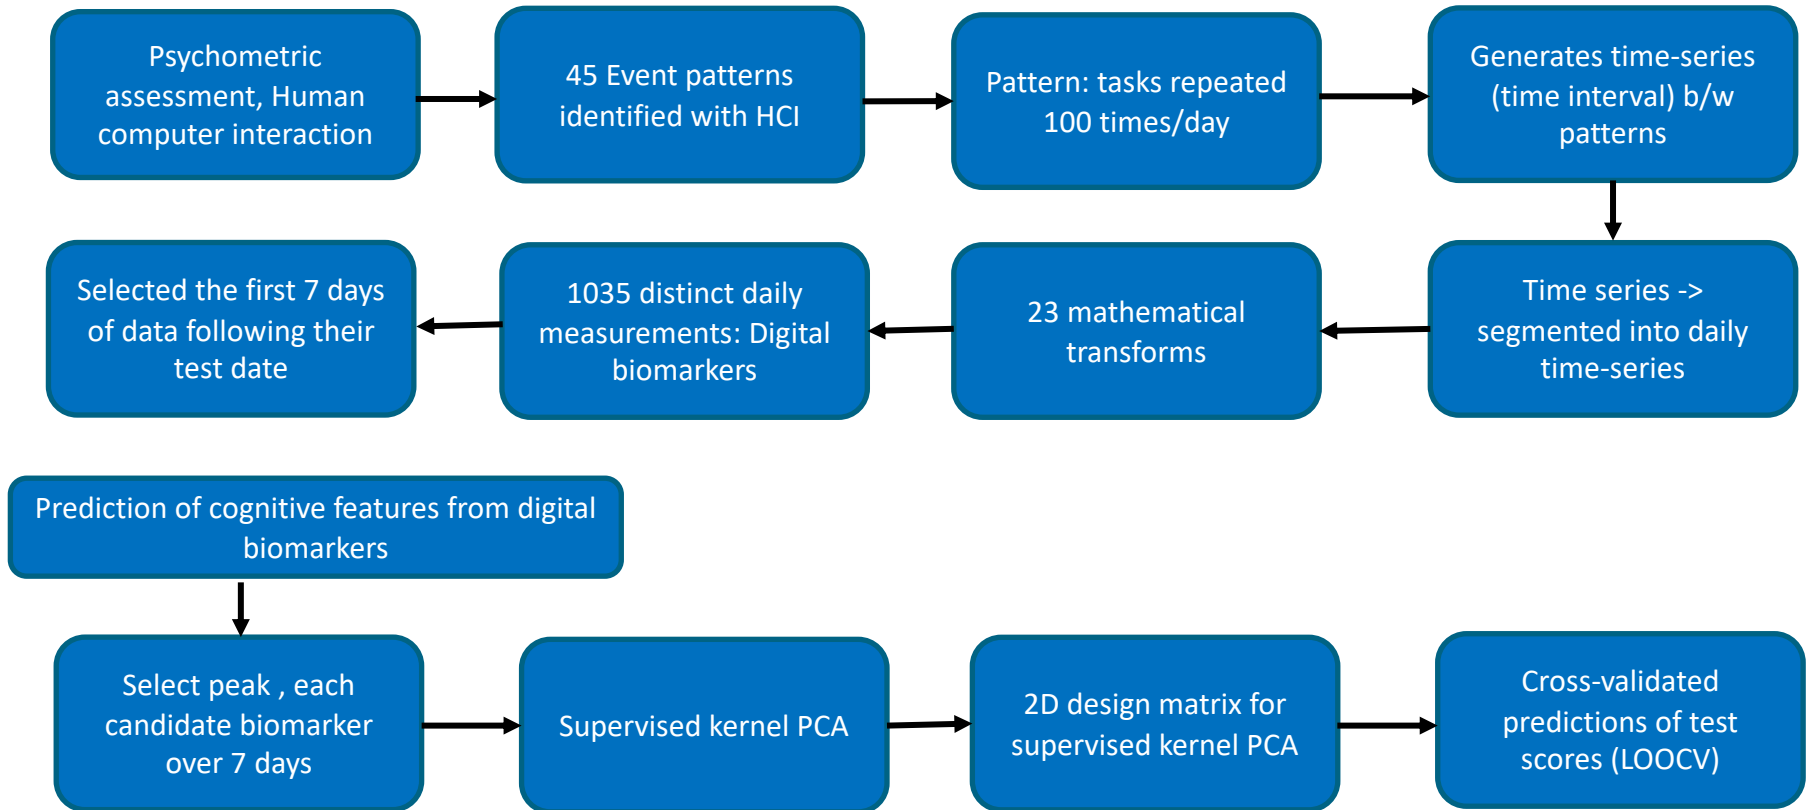 Psychometric
assessment, Human
computer interaction
45 Event patterns
identified with HCI
Pattern: tasks repeated
100 times/day
Generates time-series
(time interval) b/w
patterns
Selected the first 7 days
of data following their
test date
1035 distinct daily
measurements: Digital
biomarkers
23 mathematical
transforms
Time series ->
segmented into daily
time-series
Prediction of cognitive features from digital
biomarkers
Select peak , each
candidate biomarker
over 7 days
Supervised kernel PCA
2D design matrix for
supervised kernel PCA
Cross-validated
predictions of test
scores (LOOCV)